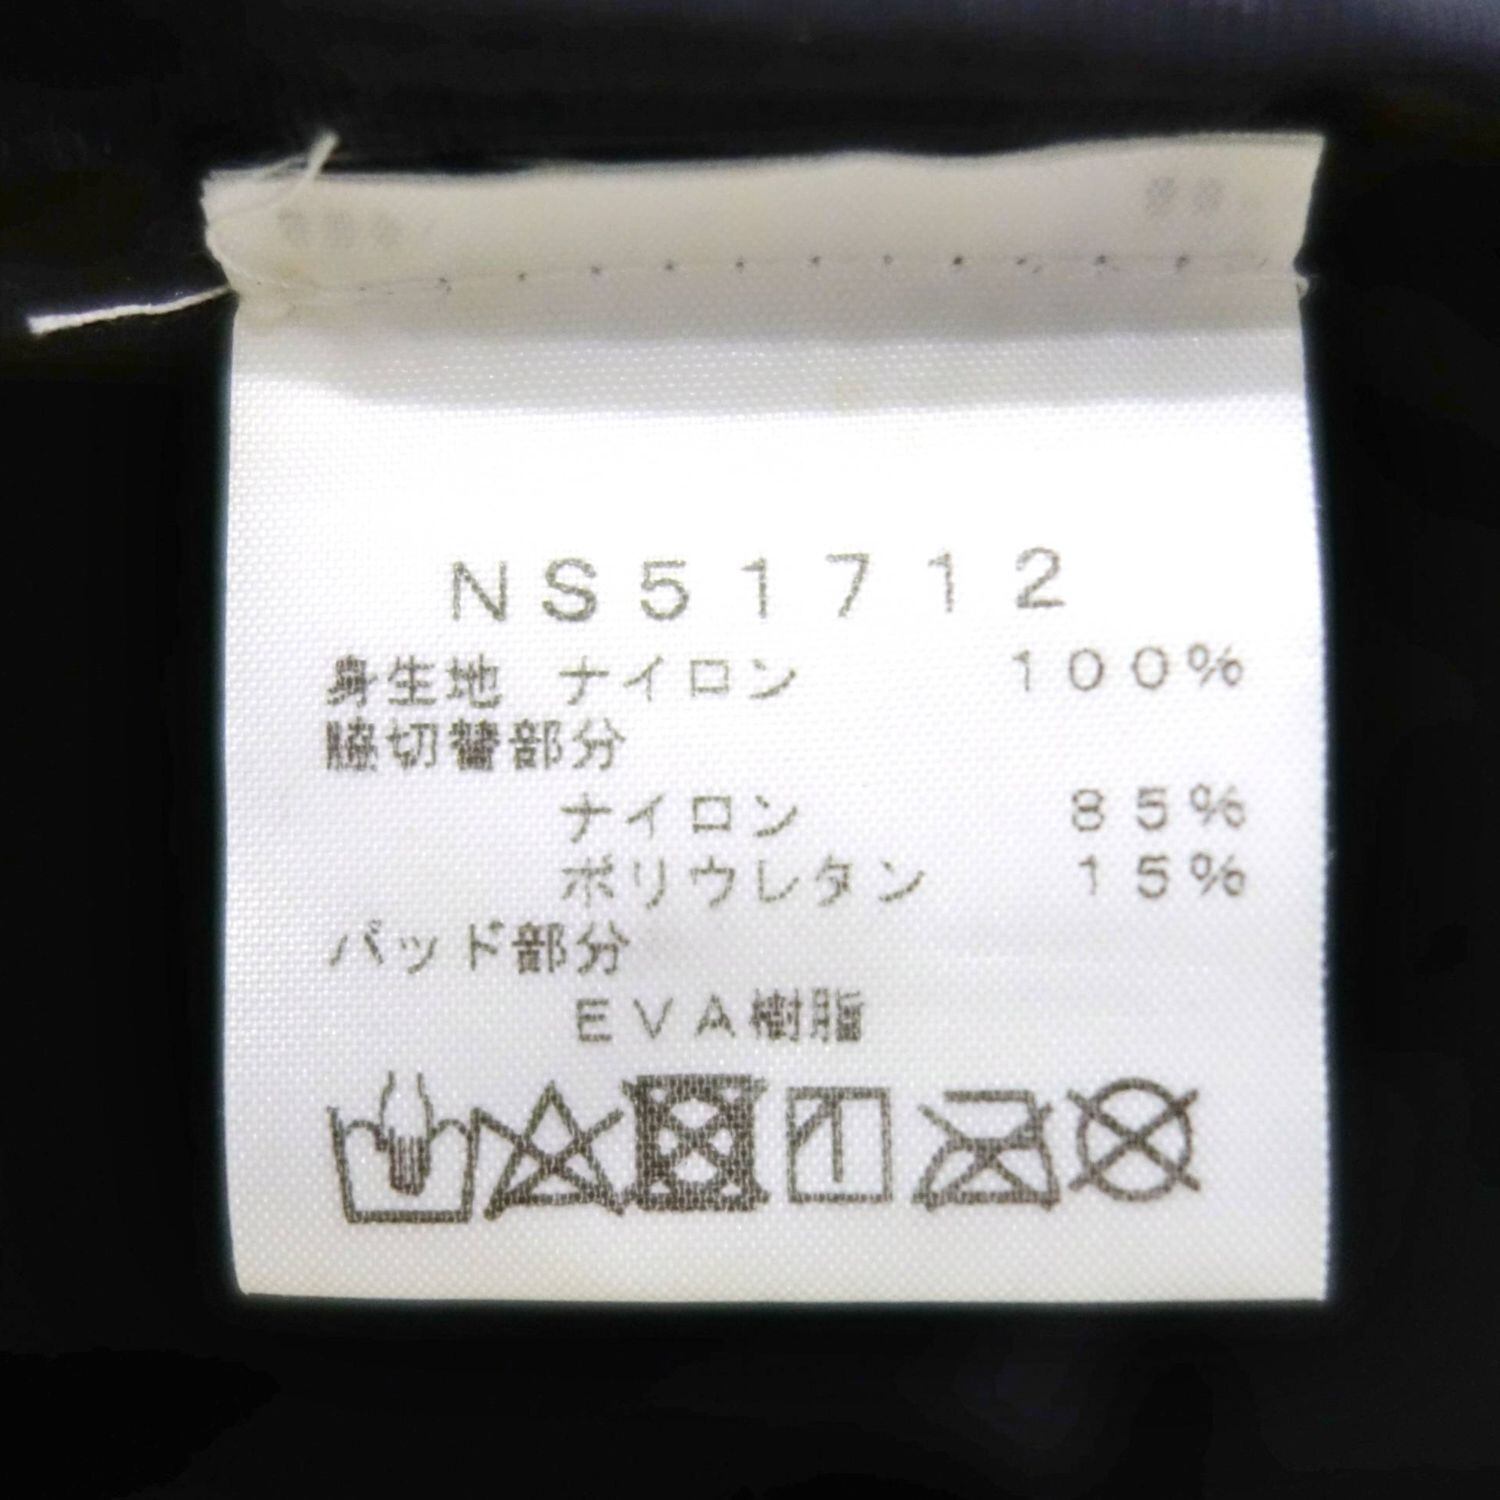 NS51712
身生地 ナイロン 100%
脇切替部分
ナイロン 85%
ポリウレタン 15%
パッド部分
EVA樹脂